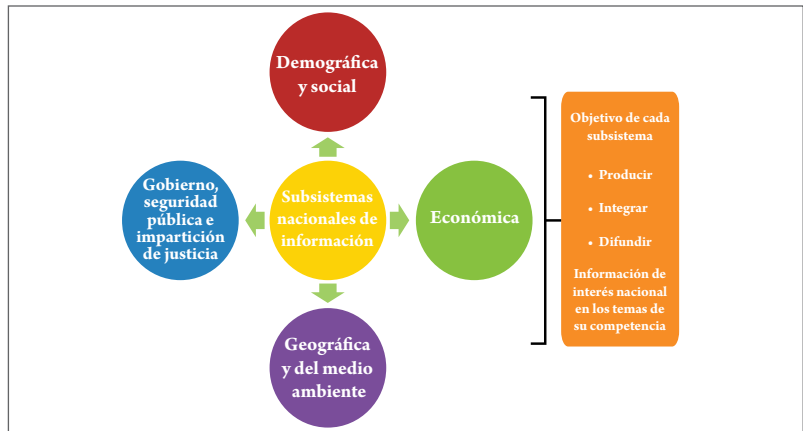 Demográfica
y social
Gobierno,
seguridad
pública e
impartición
de justicia
Subsistemas
nacionales de
información
Económica
Geográfica
y del medio
ambiente
Objetivo de cada
subsistema
• Producir
• Integrar
• Difundir
Información de
interés nacional
en los temas de
su competencia